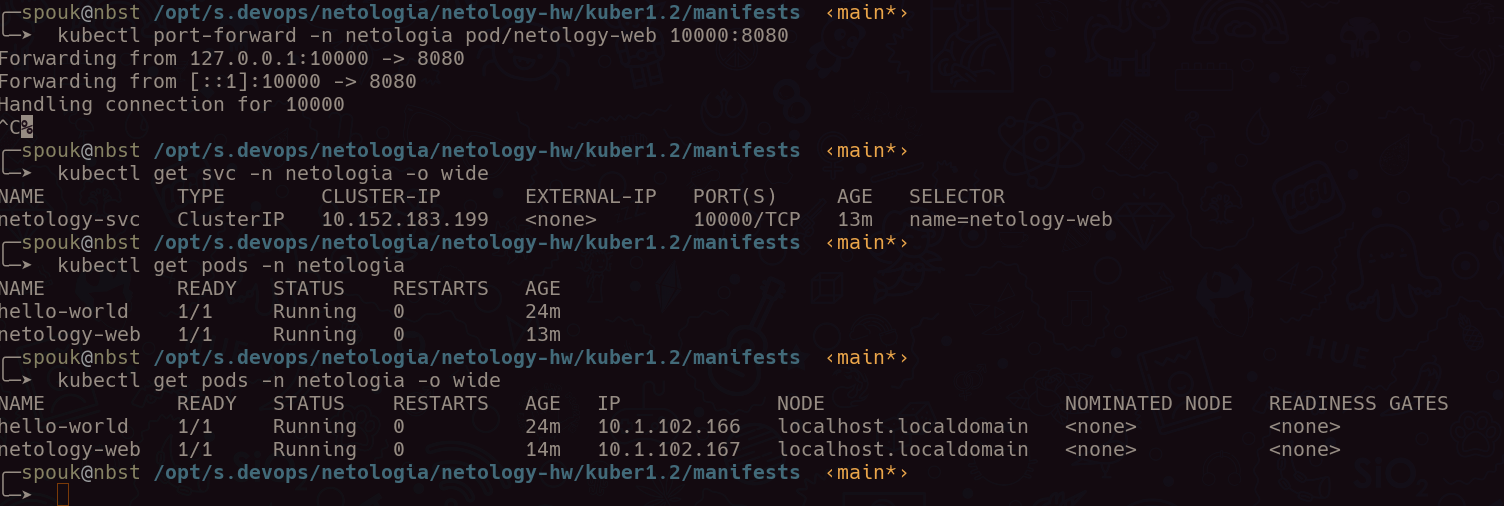 ╭─spouk@nbst /opt/s.devops/netologia/netology-hw/kuber1.2/manifests ‹main*›
╰─➤ kubectl port-forward -n netologia pod/netology-web 10000:8080
Forwarding from 127.0.0.1:10000 -> 8080
Forwarding from [::1]:10000 -> 8080
Handling connection for 10000
^C%
╭─spouk@nbst /opt/s.devops/netologia/netology-hw/kuber1.2/manifests ‹main*›
╰─➤ kubectl get svc -n netologia -o wide
NAME TYPE CLUSTER-IP EXTERNAL-IP PORT(S) AGE SELECTOR
netology-svc ClusterIP 10.152.183.199 <none> 10000/TCP 13m name=netology-web
╭─spouk@nbst /opt/s.devops/netologia/netology-hw/kuber1.2/manifests ‹main*›
╰─➤ kubectl get pods -n netologia
NAME READY STATUS RESTARTS AGE
hello-world 1/1 Running 0 24m
netology-web 1/1 Running 0 13m
╭─spouk@nbst /opt/s.devops/netologia/netology-hw/kuber1.2/manifests ‹main*›
╰─➤ kubectl get pods -n netologia -o wide
NAME READY STATUS RESTARTS AGE IP NODE NOMINATED NODE READINESS GATES
hello-world 1/1 Running 0 24m 10.1.102.166 localhost.localdomain <none> <none>
netology-web 1/1 Running 0 14m 10.1.102.167 localhost.localdomain <none> <none>
╭─spouk@nbst /opt/s.devops/netologia/netology-hw/kuber1.2/manifests ‹main*›
╰─➤